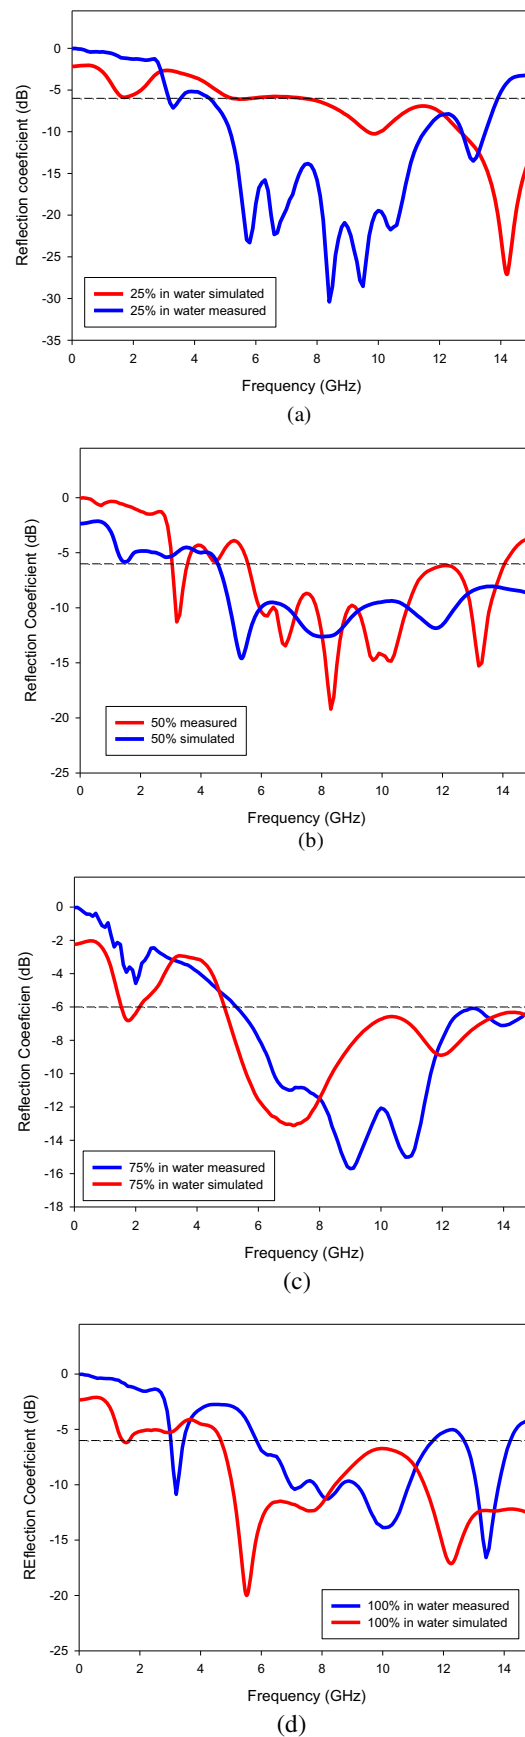 Reflection coeeficient (dB)
0
-5
-10
-15
-20
-25
-30
-35
25% in water simulated
25% in water measured
0 2 4 6 8 10 12 14
Frequency (GHz)
(a)
Reflection Coeeficient (dB)
0
-5
-10
-15
-20
-25
50% measured
50% simulated
0 2 4 6 8 10 12 14
Frequency (GHz)
(b)
Reflection Coeeficien (dB)
0
-2
-4
-6
-8
-10
-12
-14
-16
-18
75% in water measured
75% in water simulated
0 2 4 6 8 10 12 14
Frequency (GHz)
(c)
REflection Coeeficient (dB)
0
-5
-10
-15
-20
-25
100% in water measured
100% in water simulated
0 2 4 6 8 10 12 14
Frequency (GHz)
(d)